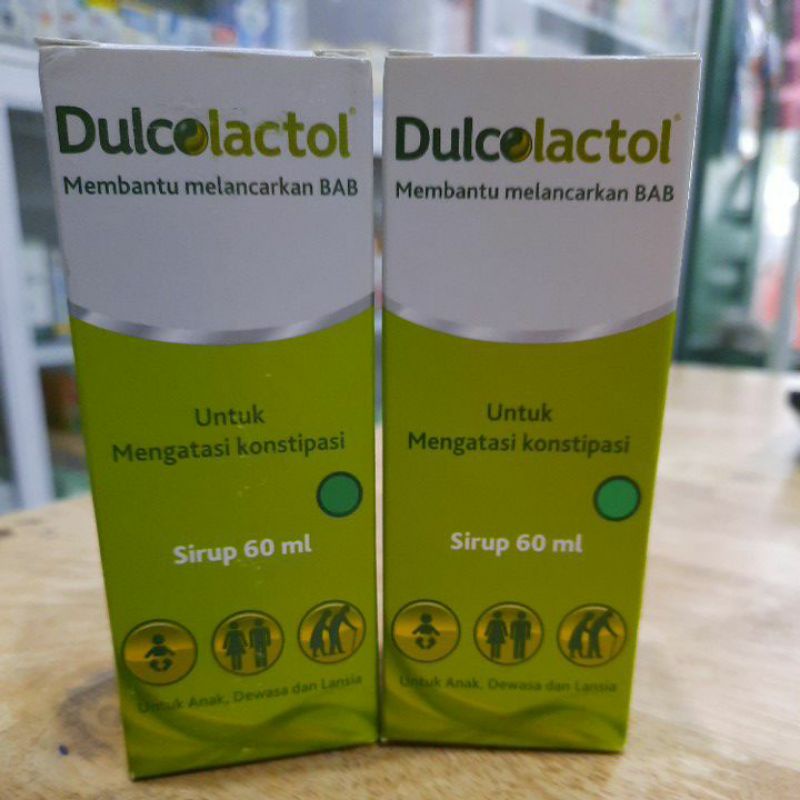 Dulcolactol®
Membantu melancarkan BAB
Untuk
Mengatasi konstipasi
Sirup 60 ml
Untuk Anak, Dewasa dan Lansia
Dulcolactol®
Membantu melancarkan BAB
Untuk
Mengatasi konstipasi
Sirup 60 ml
Untuk Anak, Dewasa dan Lansia